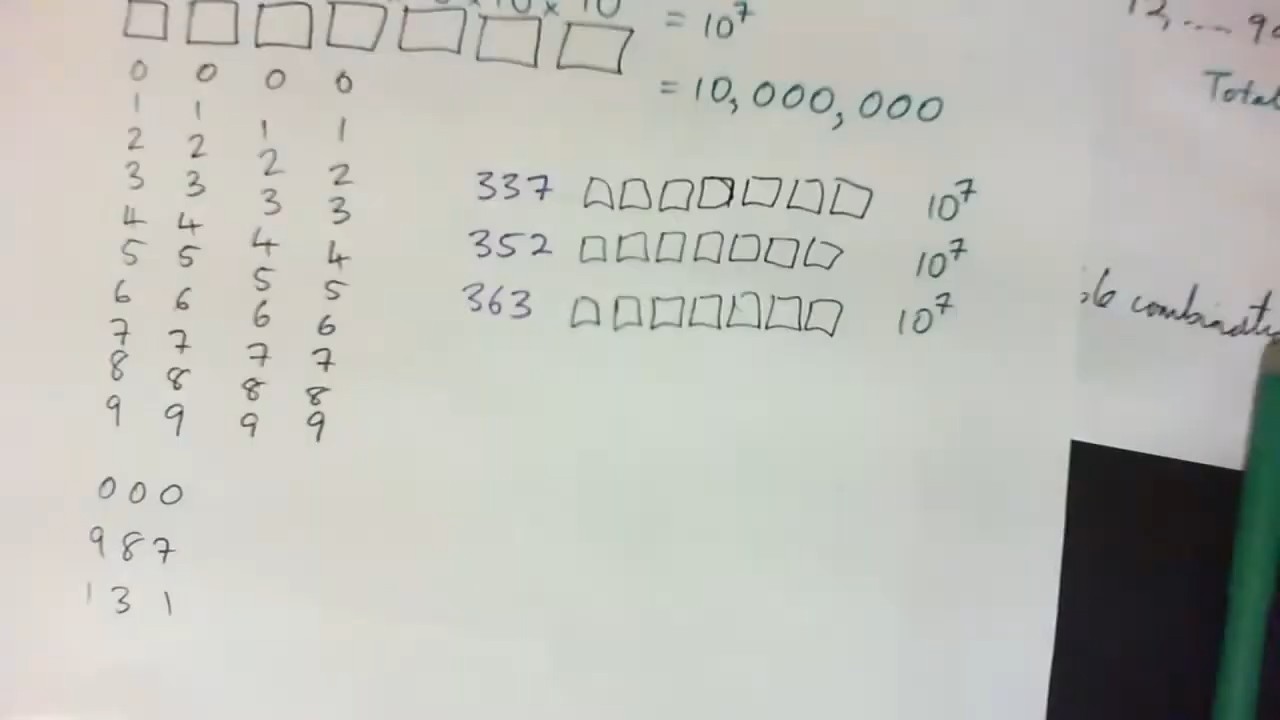 × 10 × 10 = 10⁷
= 10,000,000
0 0 0 0
1 1 1 1
2 2 2 2
3 3 3 3
4 4 4 4
5 5 5 5
6 6 6 6
7 7 7 7
8 8 8 8
9 9 9 9
337 □□□□□□□ 10⁷
352 □□□□□□□ 10⁷
363 □□□□□□□ 10⁷
000
987
131
Total